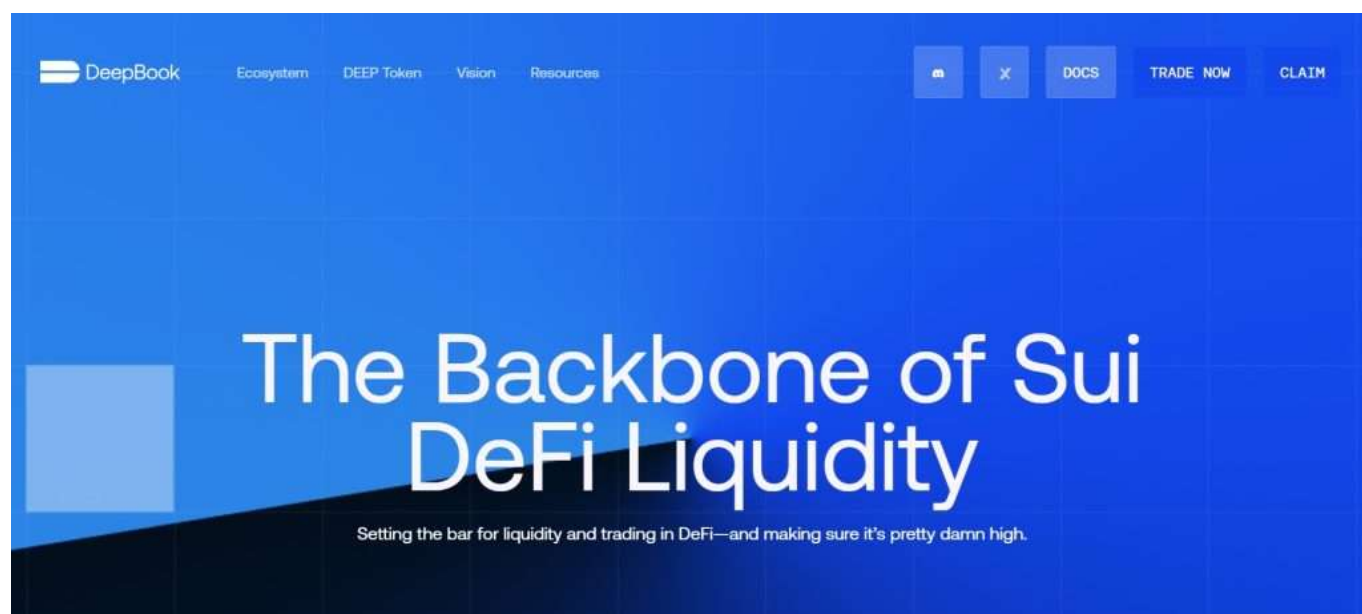 DeepBook
Ecosystem DEEP Token Vision Resources
X DOCS TRADE NOW CLAIM
The Backbone of Sui
DeFi Liquidity
Setting the bar for liquidity and trading in DeFi—and making sure it's pretty damn high.